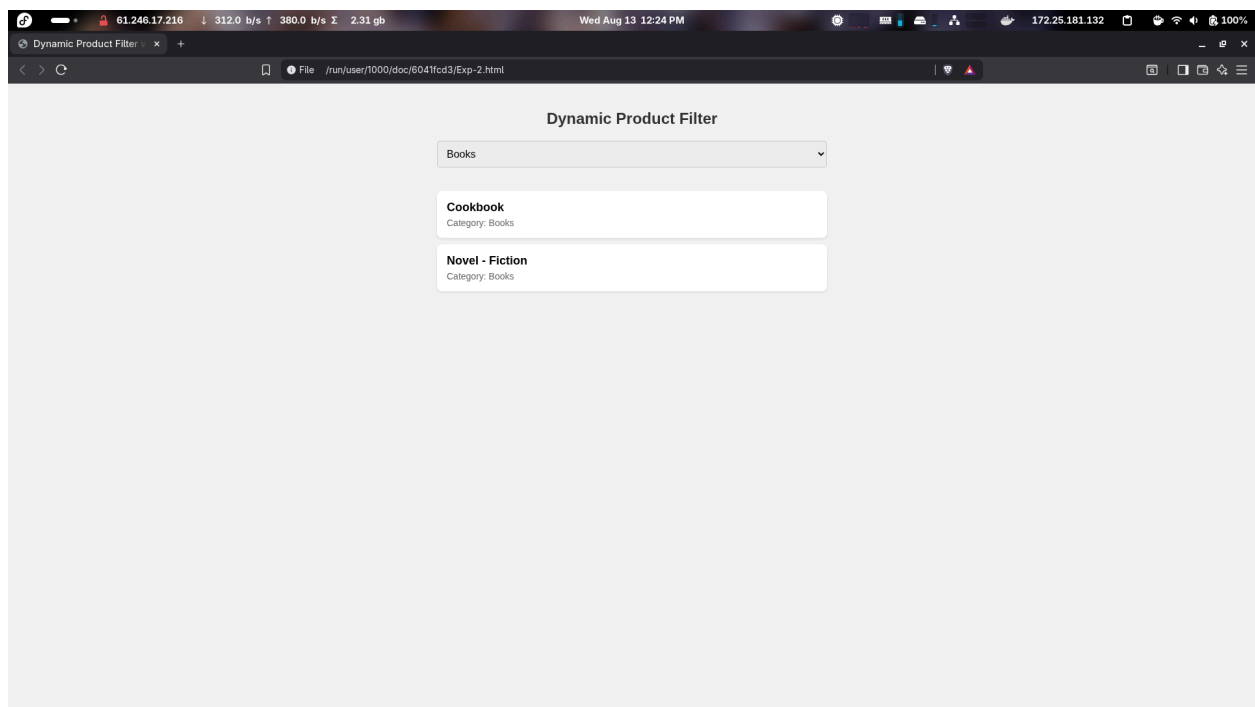 61.246.17.216 ↓ 312.0 b/s ↑ 380.0 b/s Σ 2.31 gb Wed Aug 13 12:24 PM 172.25.181.132 100%
Dynamic Product Filter
File /run/user/1000/doc/6041fcd3/Exp-2.html
Dynamic Product Filter
Books
Cookbook
Category: Books
Novel - Fiction
Category: Books